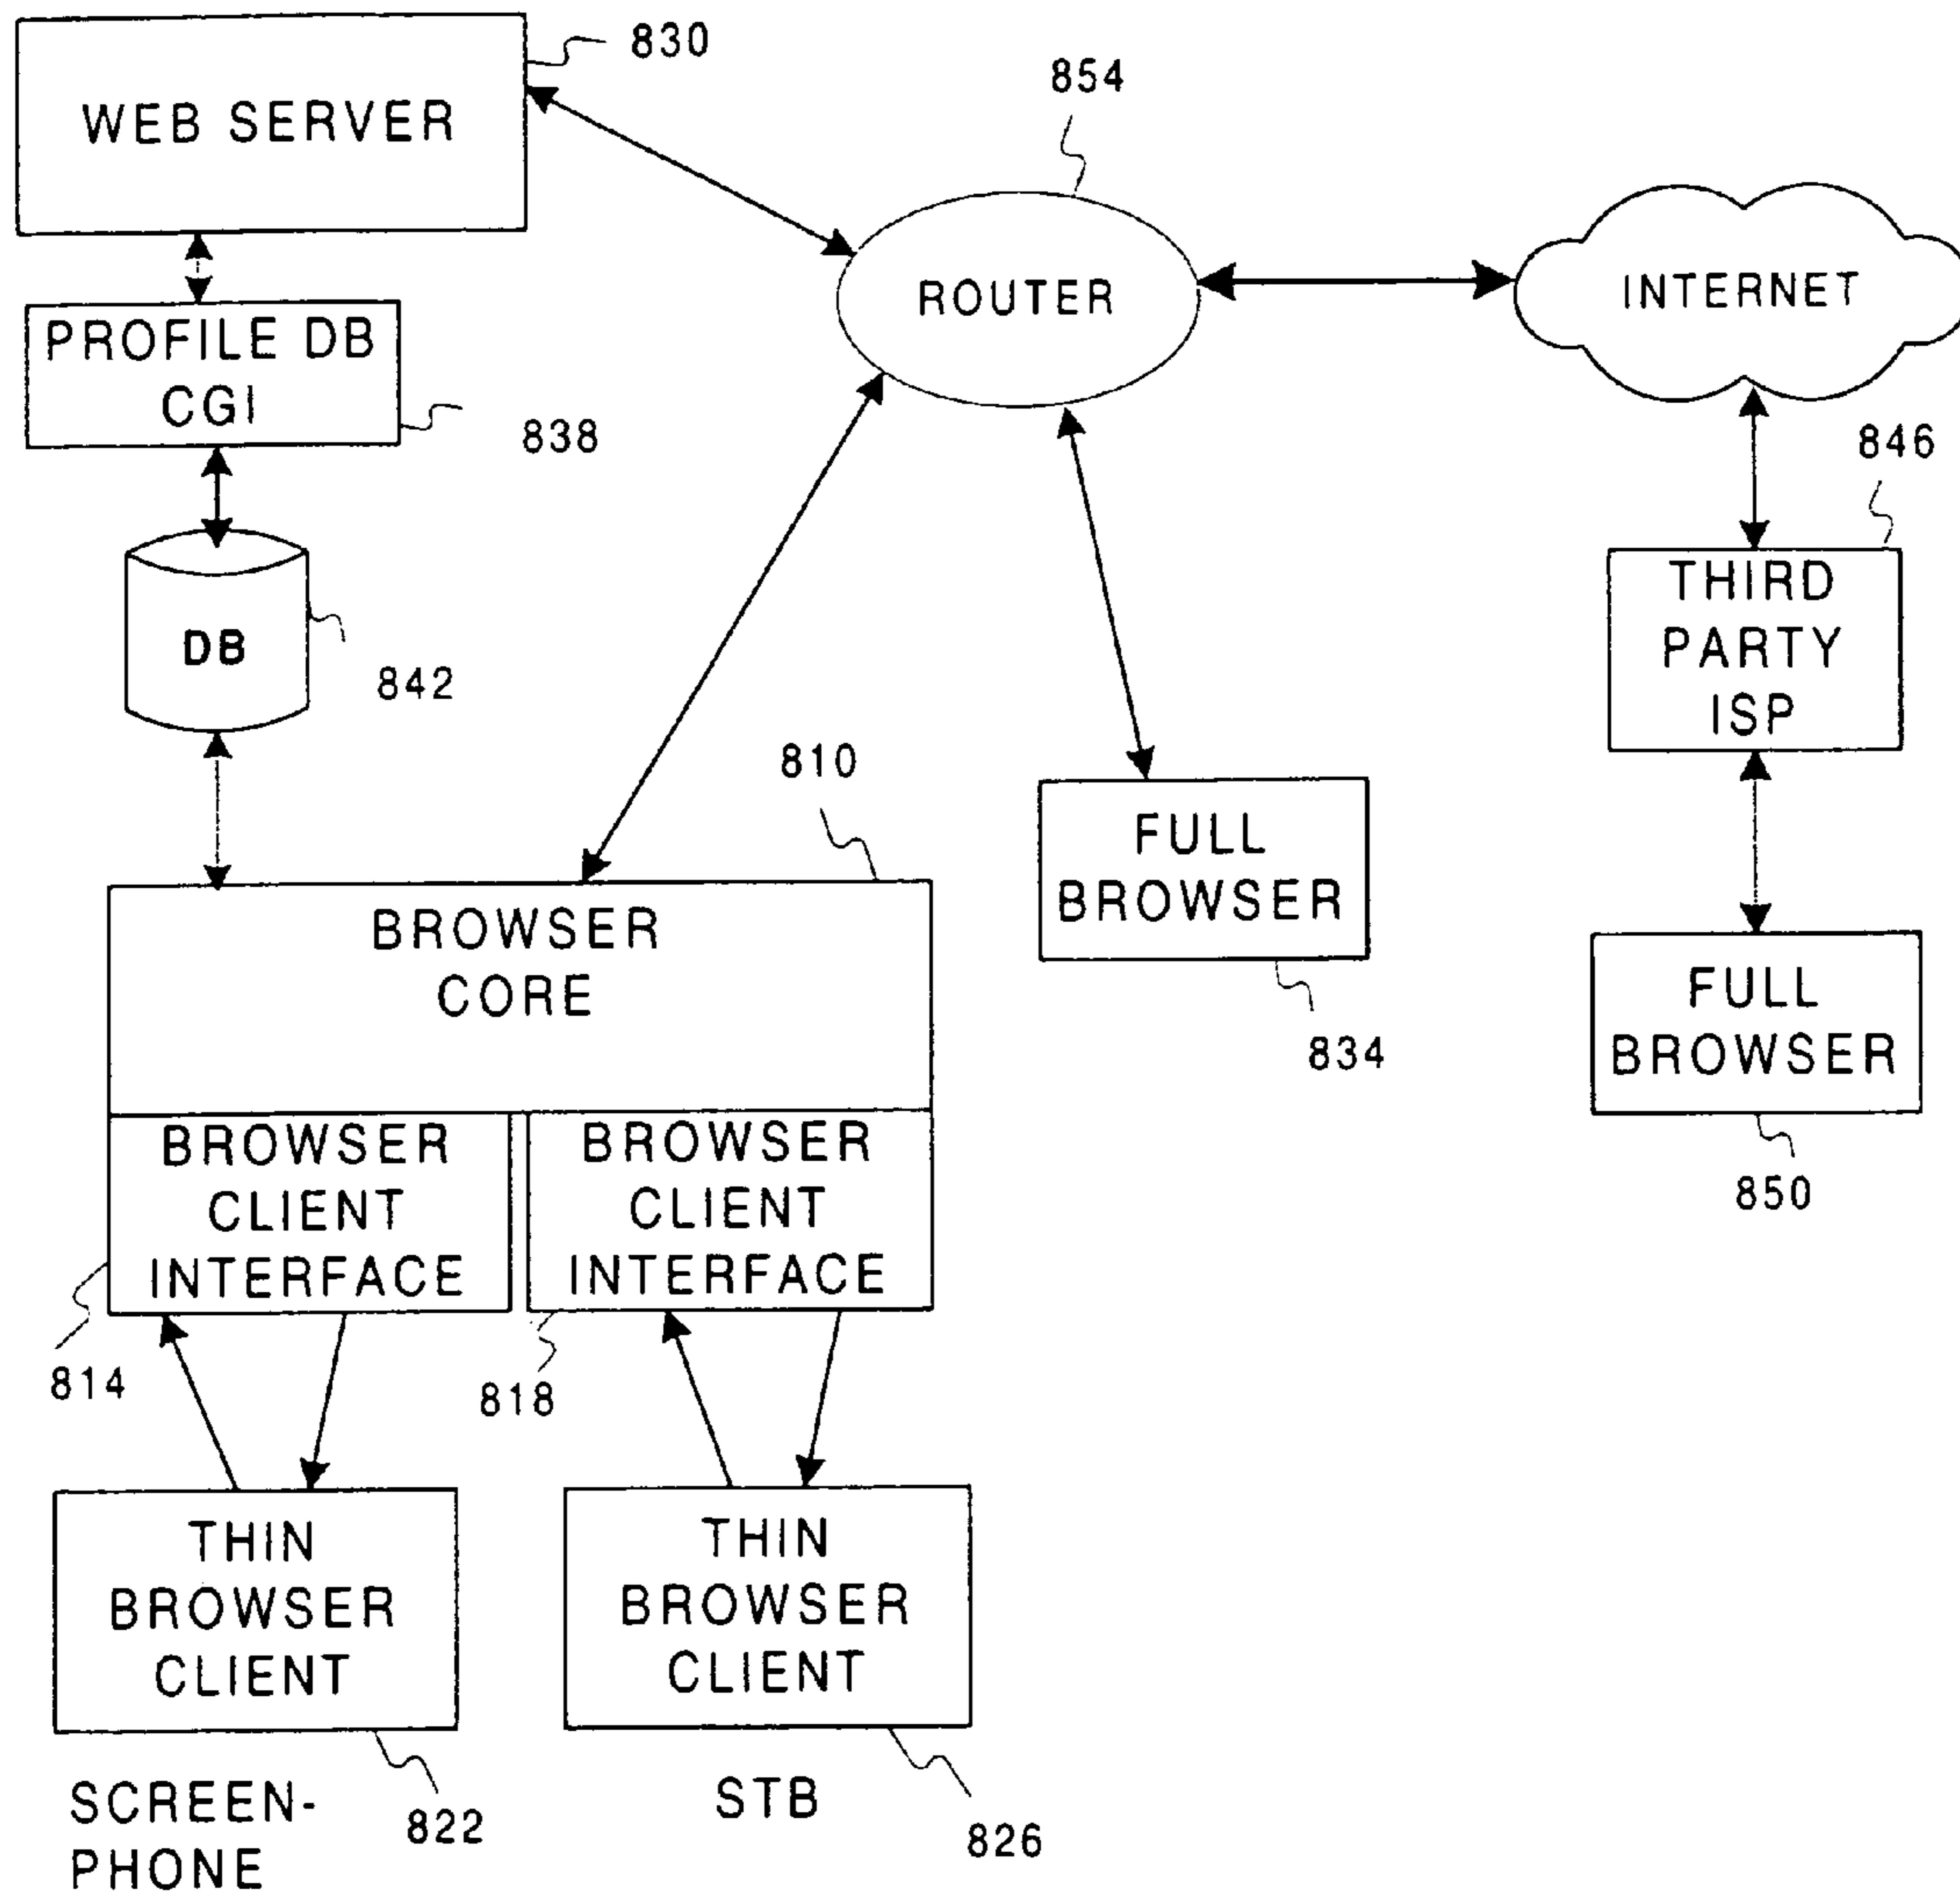 830
WEB SERVER
854
ROUTER
INTERNET
PROFILE DB
CGI
838
846
THIRD
PARTY
ISP
DB
842
810
FULL
BROWSER
834
BROWSER
CORE
FULL
BROWSER
850
BROWSER
CLIENT
INTERFACE
BROWSER
CLIENT
INTERFACE
814
818
THIN
BROWSER
CLIENT
THIN
BROWSER
CLIENT
SCREEN-
PHONE
822
STB
826